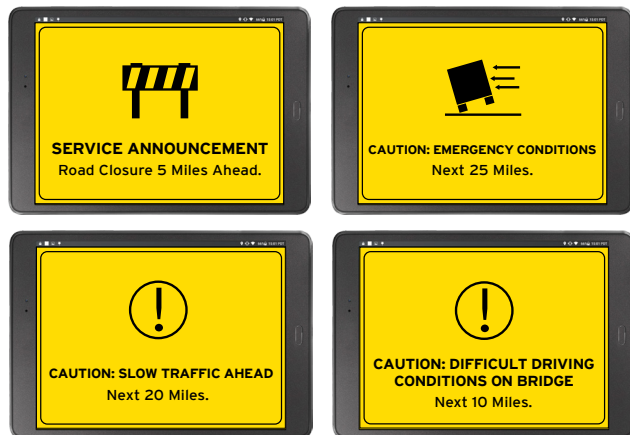 SERVICE ANNOUNCEMENT
Road Closure 5 Miles Ahead.
CAUTION: EMERGENCY CONDITIONS
Next 25 Miles.
CAUTION: SLOW TRAFFIC AHEAD
Next 20 Miles.
CAUTION: DIFFICULT DRIVING
CONDITIONS ON BRIDGE
Next 10 Miles.